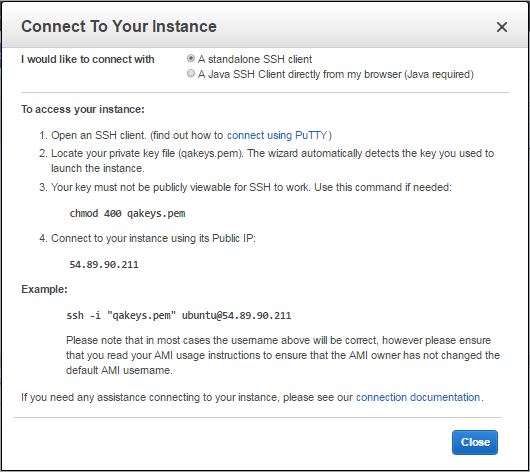 Connect To Your Instance
I would like to connect with
A standalone SSH client
A Java SSH Client directly from my browser (Java required)
To access your instance:
1. Open an SSH client. (find out how to connect using PuTTY)
2. Locate your private key file (qakeys.pem). The wizard automatically detects the key you used to
launch the instance.
3. Your key must not be publicly viewable for SSH to work. Use this command if needed:
chmod 400 qakeys.pem
4. Connect to your instance using its Public IP:
54.89.90.211
Example:
ssh -i "qakeys.pem" ubuntu@54.89.90.211
Please note that in most cases the username above will be correct, however please ensure
that you read your AMI usage instructions to ensure that the AMI owner has not changed the
default AMI username.
If you need any assistance connecting to your instance, please see our connection documentation.
Close